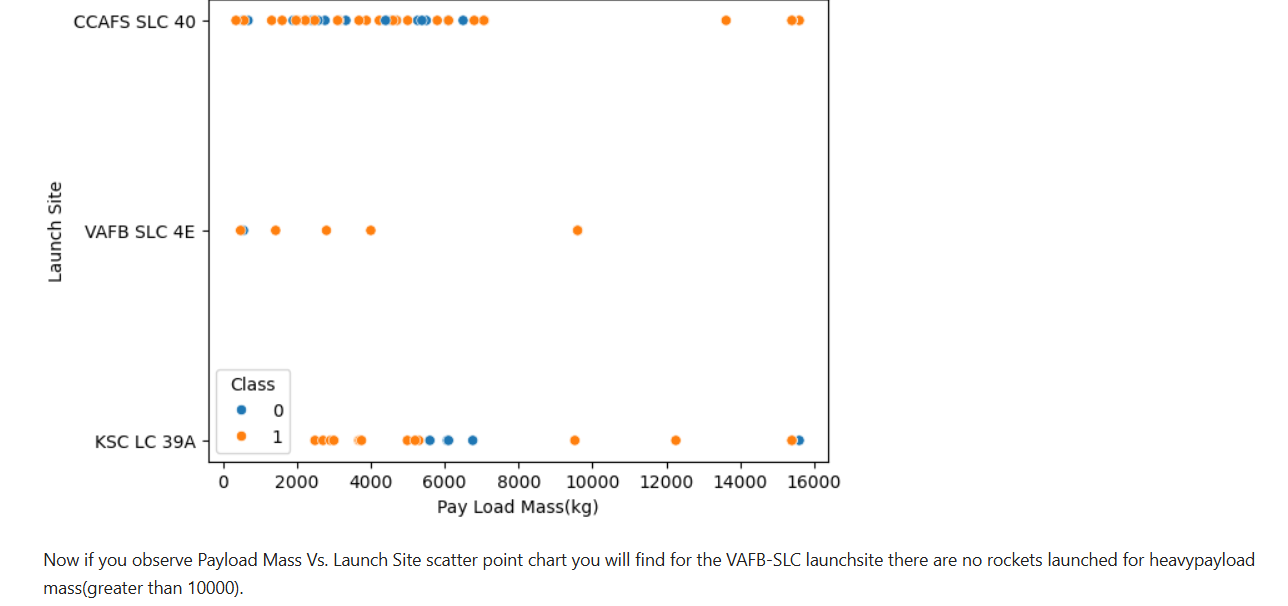 CCAFS SLC 40
VAFB SLC 4E
KSC LC 39A
Launch Site
Class
0
1
0 2000 4000 6000 8000 10000 12000 14000 16000
Pay Load Mass(kg)
Now if you observe Payload Mass Vs. Launch Site scatter point chart you will find for the VAFB-SLC launchsite there are no rockets launched for heavypayload
mass(greater than 10000).